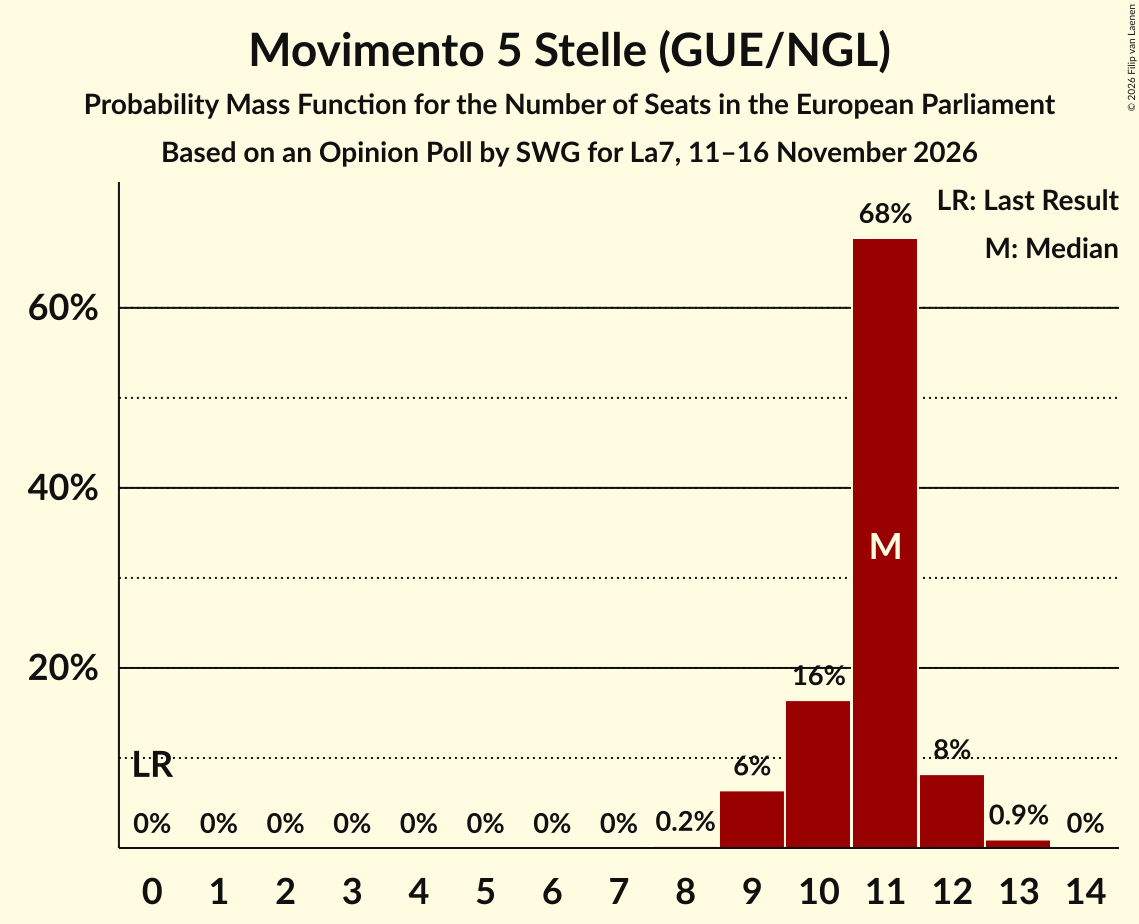 © 2026 Filip van Laenen
Movimento 5 Stelle (GUE/NGL)
Probability Mass Function for the Number of Seats in the European Parliament
Based on an Opinion Poll by SWG for La7, 11–16 November 2026
LR: Last Result
M: Median
60%
40%
20%
LR
M
0% 0% 0% 0% 0% 0% 0% 0% 0.2% 6% 16% 68% 8% 0.9% 0%
0 1 2 3 4 5 6 7 8 9 10 11 12 13 14